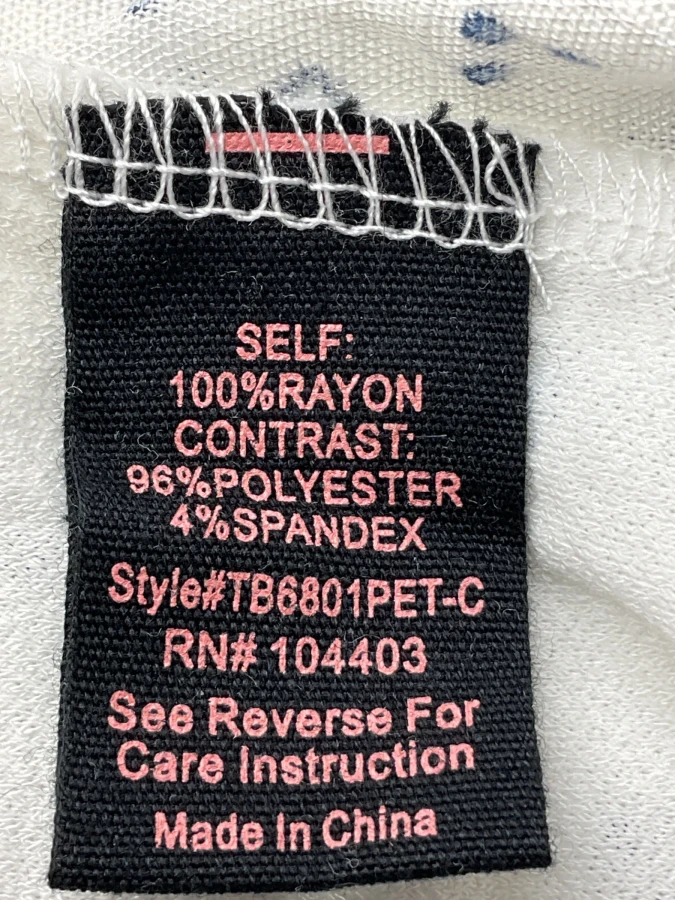 SELF:
100%RAYON
CONTRAST:
96%POLYESTER
4%SPANDEX
Style#TB6801PET-C
RN# 104403
See Reverse For
Care Instruction
Made In China